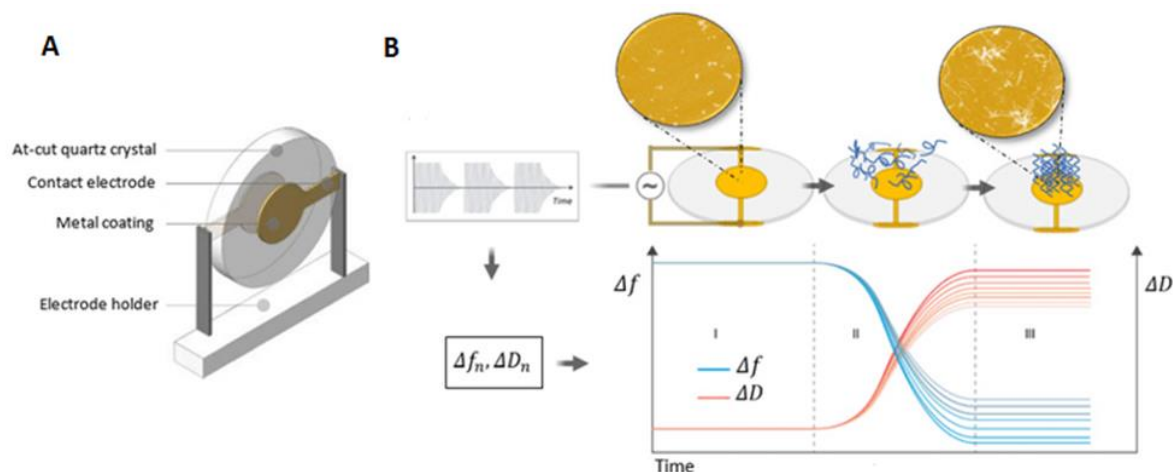 A
At-cut quartz crystal
Contact electrode
Metal coating
Electrode holder
B
Time
~
Δf
ΔD
I
II
III
Δfₙ, ΔDₙ
Δf
ΔD
Time